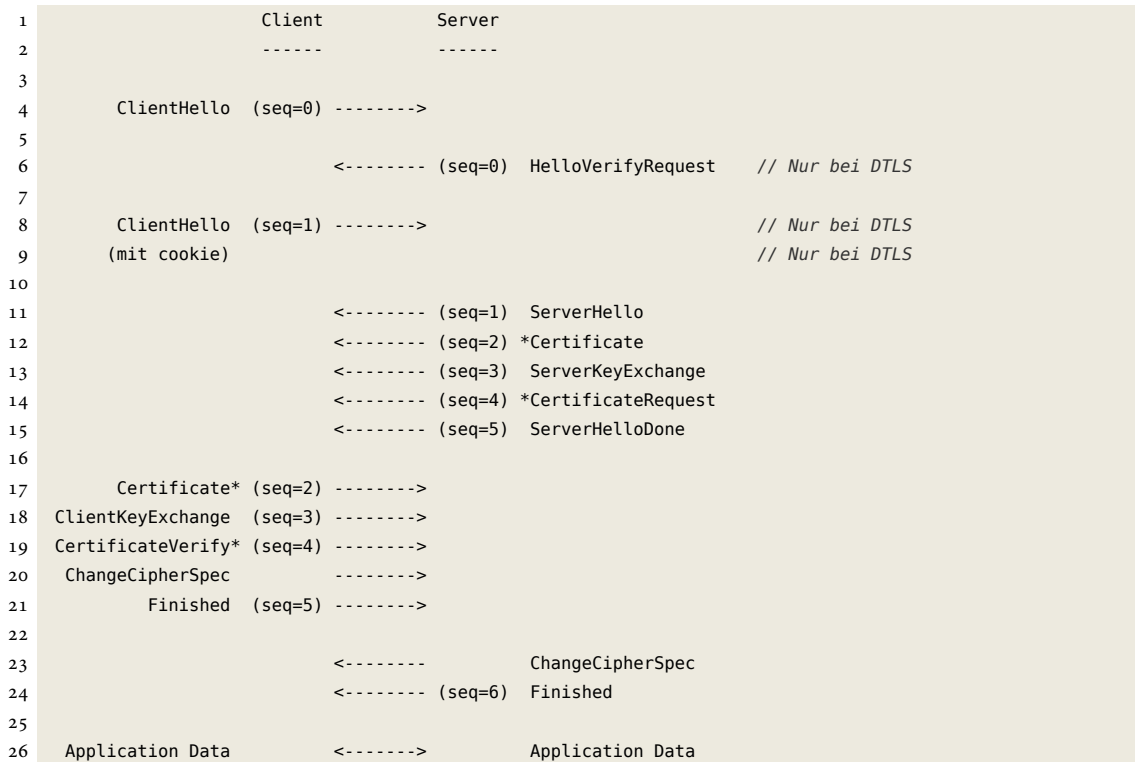 1 Client Server
2 ------ ------
3
4 ClientHello (seq=0) -------->
5
6 <-------- (seq=0) HelloVerifyRequest // Nur bei DTLS
7
8 ClientHello (seq=1) --------> // Nur bei DTLS
9 (mit cookie) // Nur bei DTLS
10
11 <-------- (seq=1) ServerHello
12 <-------- (seq=2) *Certificate
13 <-------- (seq=3) ServerKeyExchange
14 <-------- (seq=4) *CertificateRequest
15 <-------- (seq=5) ServerHelloDone
16
17 Certificate* (seq=2) -------->
18 ClientKeyExchange (seq=3) -------->
19 CertificateVerify* (seq=4) -------->
20 ChangeCipherSpec -------->
21 Finished (seq=5) -------->
22
23 <-------- ChangeCipherSpec
24 <-------- (seq=6) Finished
25
26 Application Data <-------> Application Data